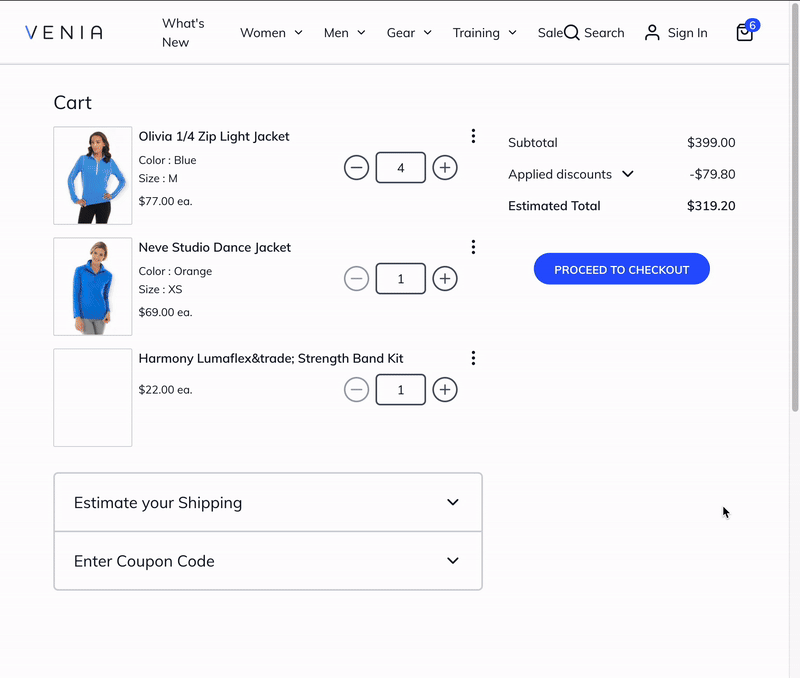 VENIA
What's
New
Women
Men
Gear
Training
Sale
Search
Sign In
6
Cart
Olivia 1/4 Zip Light Jacket
Color : Blue
Size : M
$77.00 ea.
4
Neve Studio Dance Jacket
Color : Orange
Size : XS
$69.00 ea.
1
Harmony Lumaflex&trade; Strength Band Kit
$22.00 ea.
1
Subtotal $399.00
Applied discounts -$79.80
Estimated Total $319.20
PROCEED TO CHECKOUT
Estimate your Shipping
Enter Coupon Code